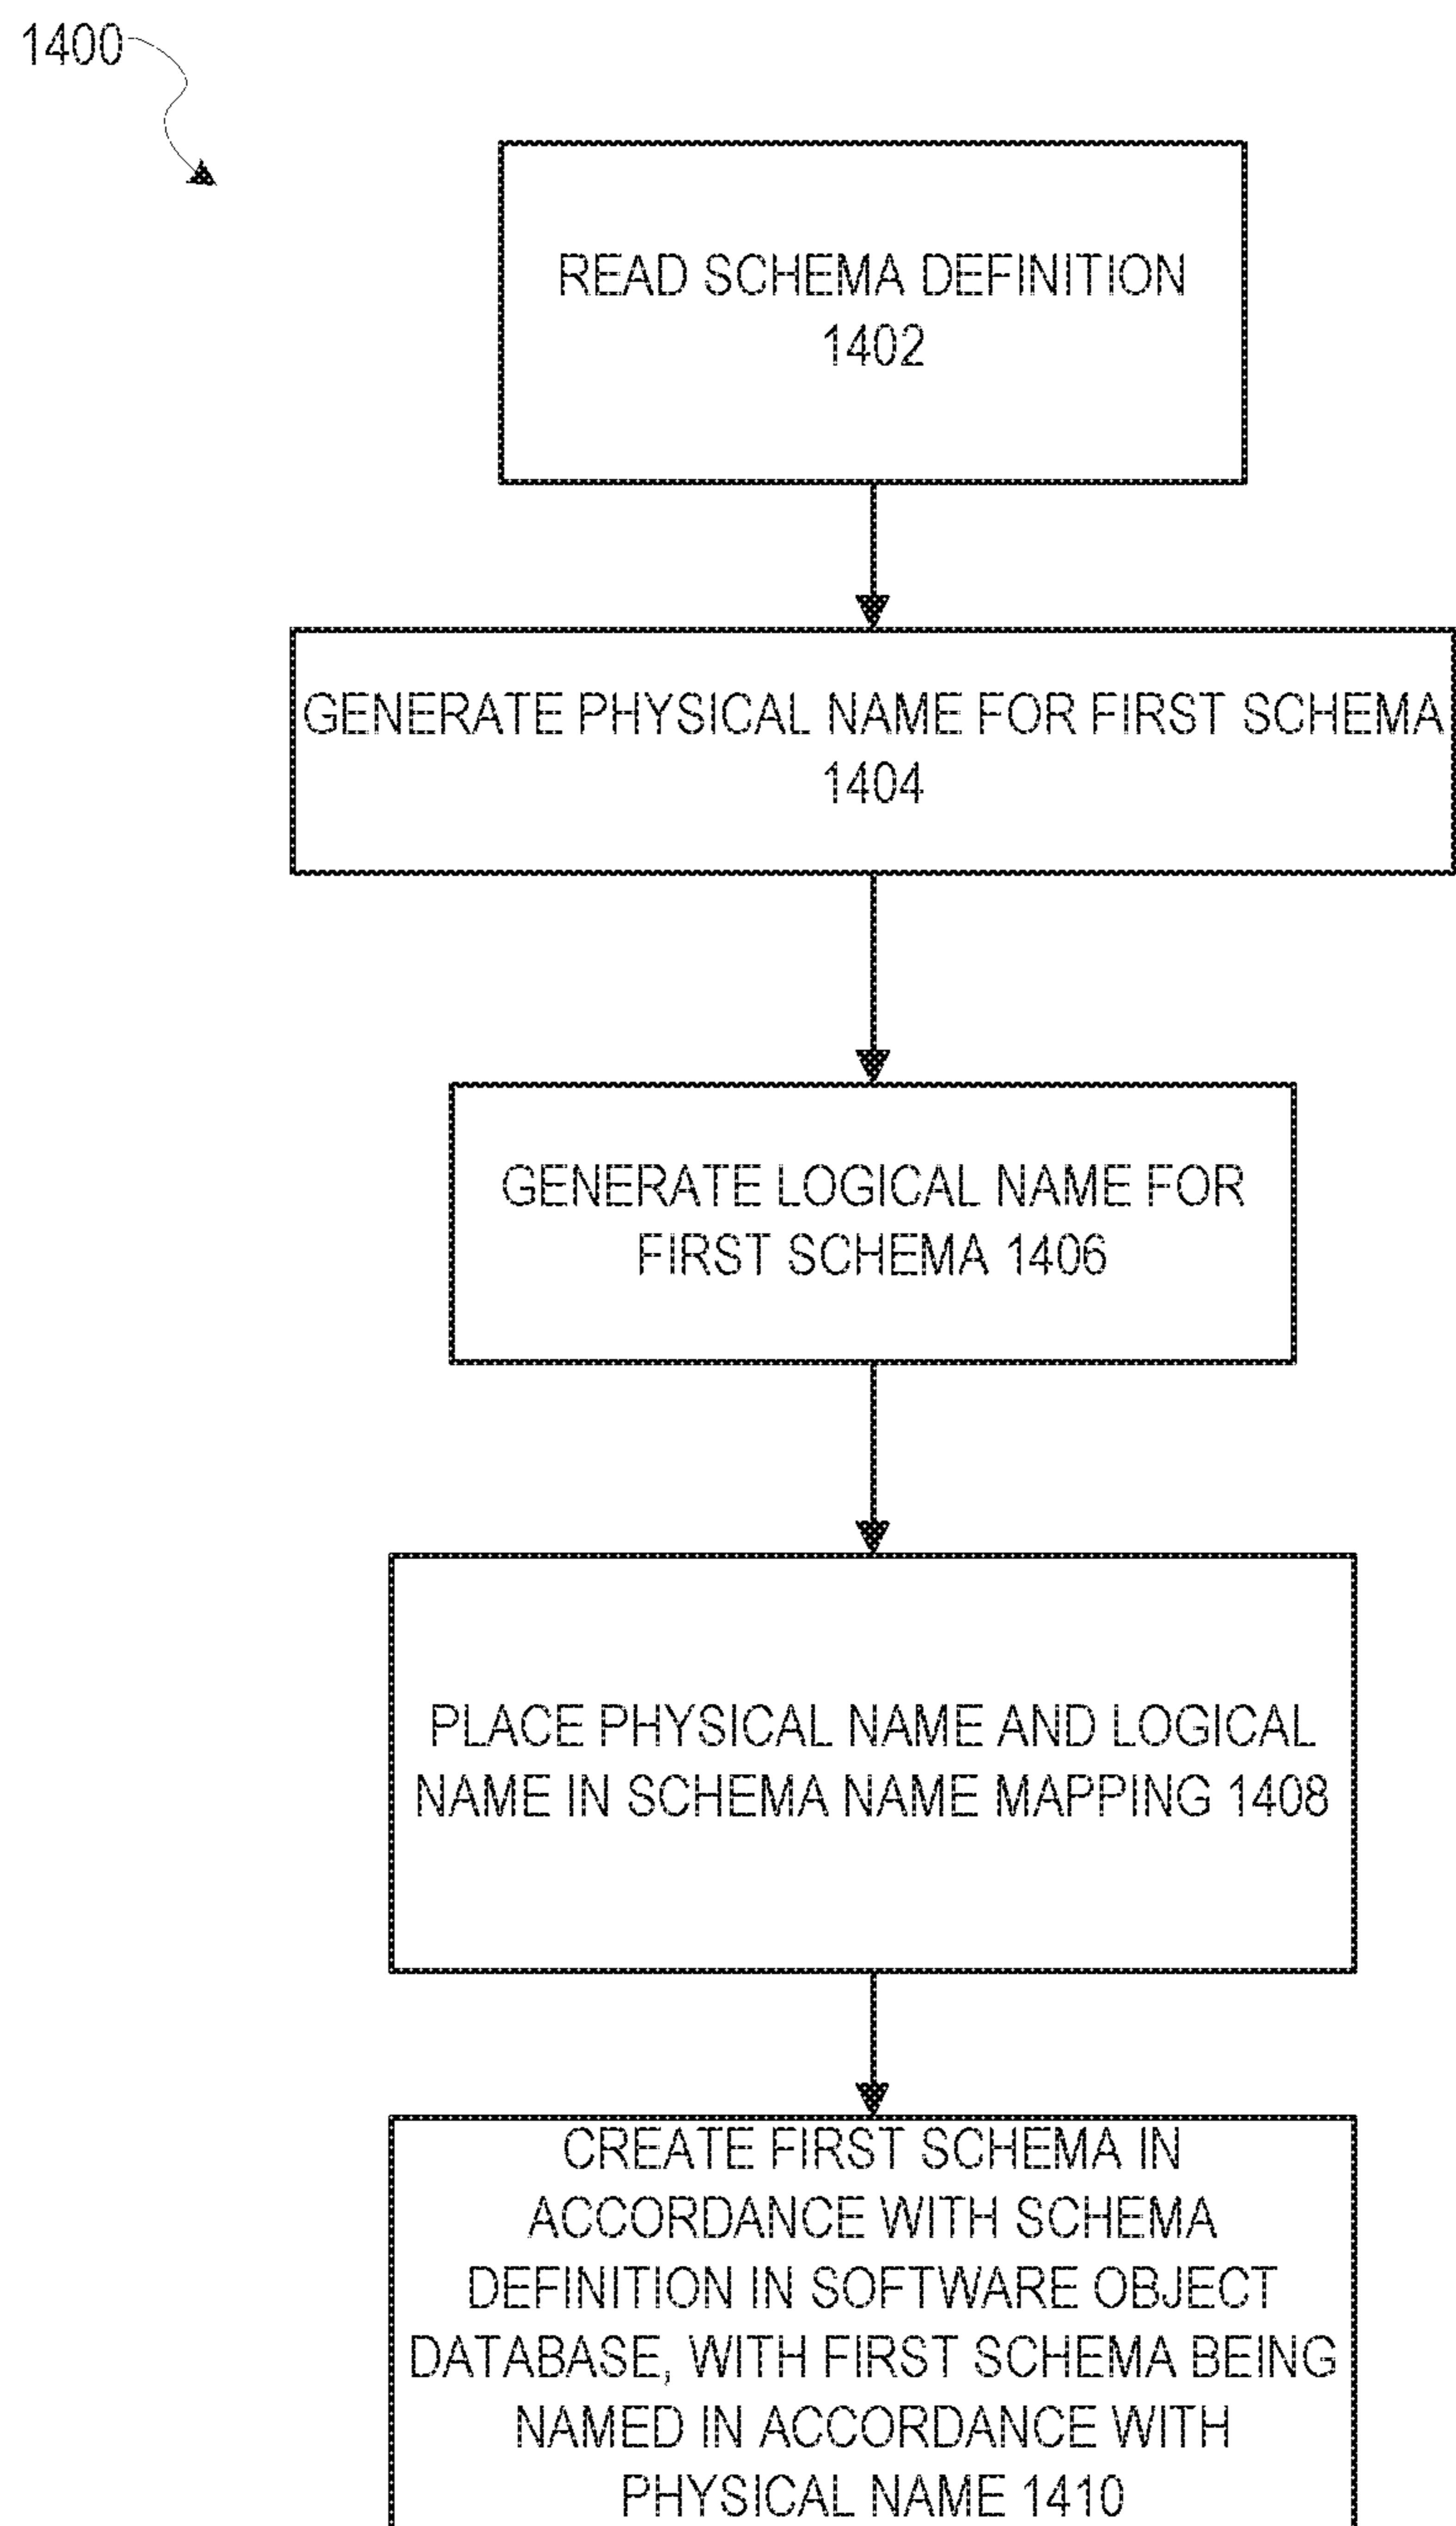 1400
READ SCHEMA DEFINITION
1402
GENERATE PHYSICAL NAME FOR FIRST SCHEMA
1404
GENERATE LOGICAL NAME FOR
FIRST SCHEMA 1406
PLACE PHYSICAL NAME AND LOGICAL
NAME IN SCHEMA NAME MAPPING 1408
CREATE FIRST SCHEMA IN
ACCORDANCE WITH SCHEMA
DEFINITION IN SOFTWARE OBJECT
DATABASE, WITH FIRST SCHEMA BEING
NAMED IN ACCORDANCE WITH
PHYSICAL NAME 1410